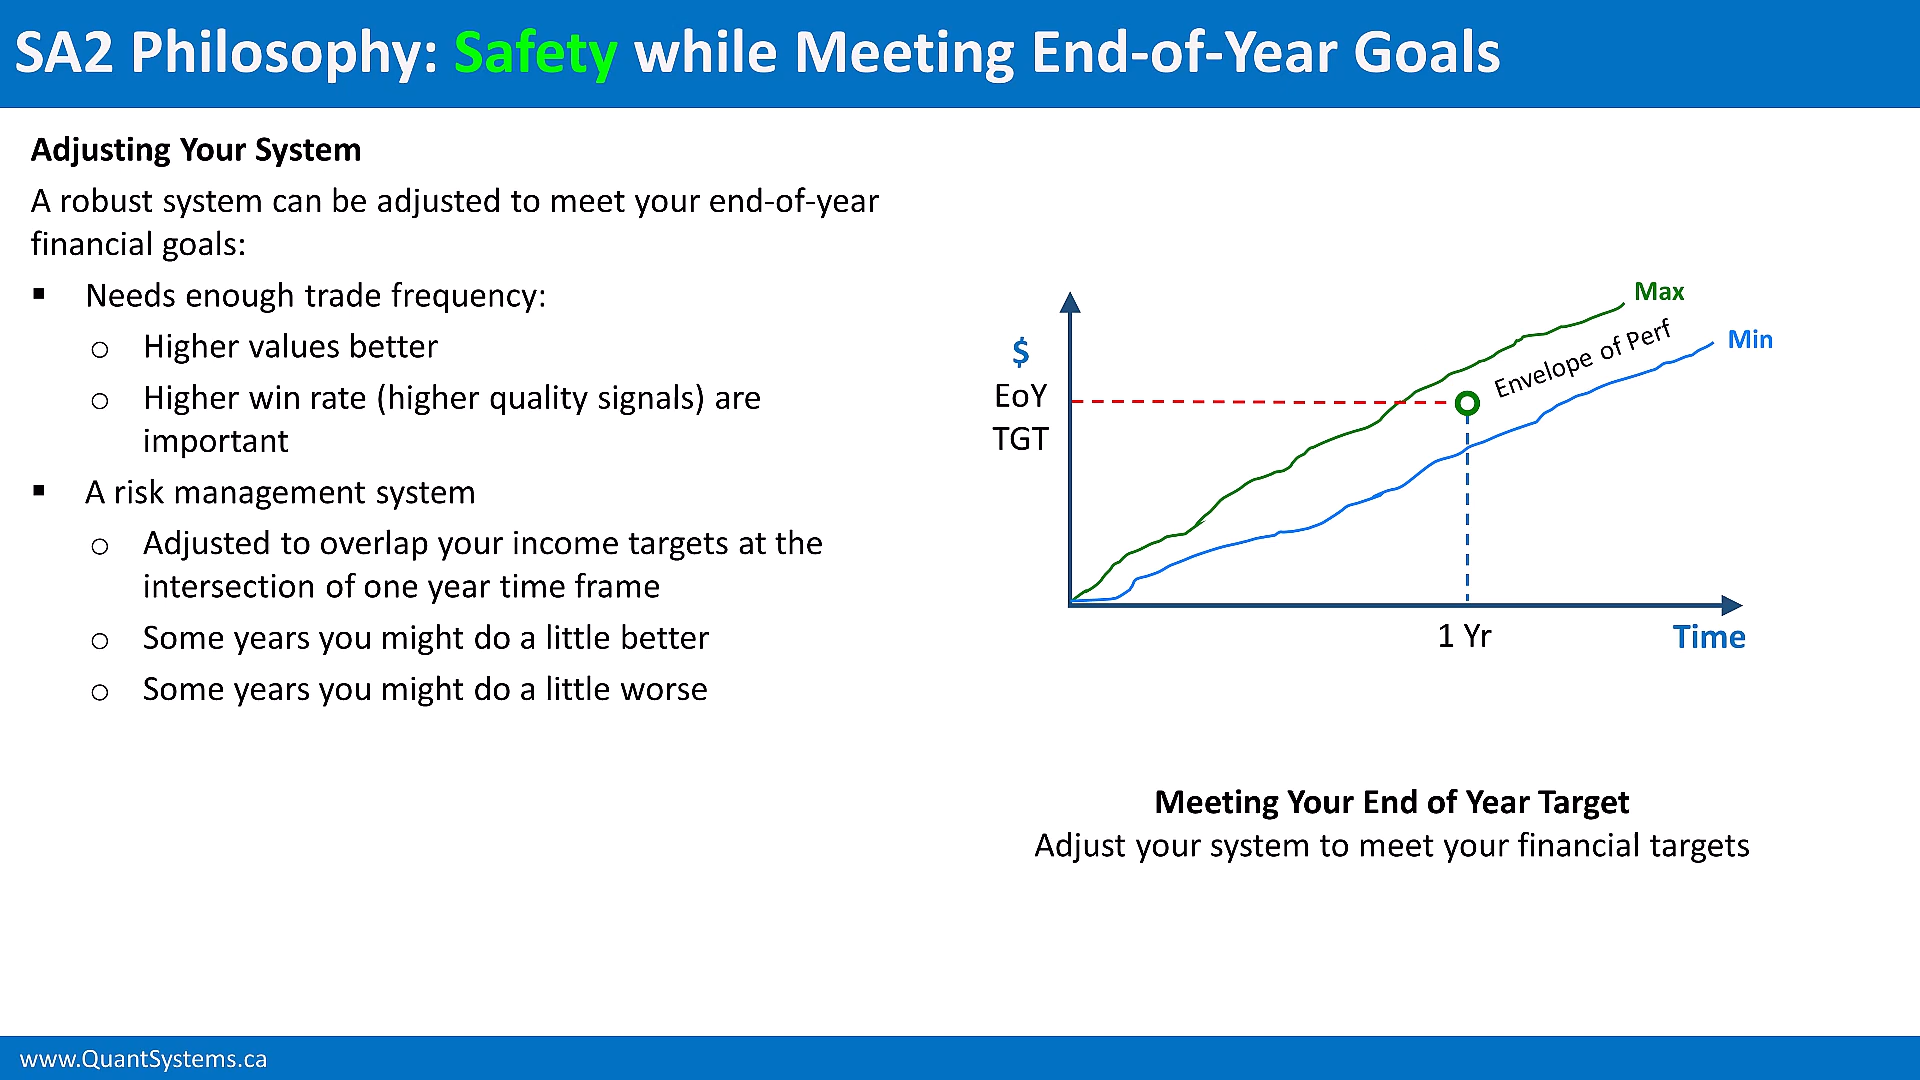 SA2 Philosophy: Safety while Meeting End-of-Year Goals
Adjusting Your System
A robust system can be adjusted to meet your end-of-year
financial goals:
▪ Needs enough trade frequency:
o Higher values better
o Higher win rate (higher quality signals) are
important
▪ A risk management system
o Adjusted to overlap your income targets at the
intersection of one year time frame
o Some years you might do a little better
o Some years you might do a little worse
$
EoY
TGT
Max
Envelope of Perf
Min
1 Yr
Time
Meeting Your End of Year Target
Adjust your system to meet your financial targets
www.QuantSystems.ca